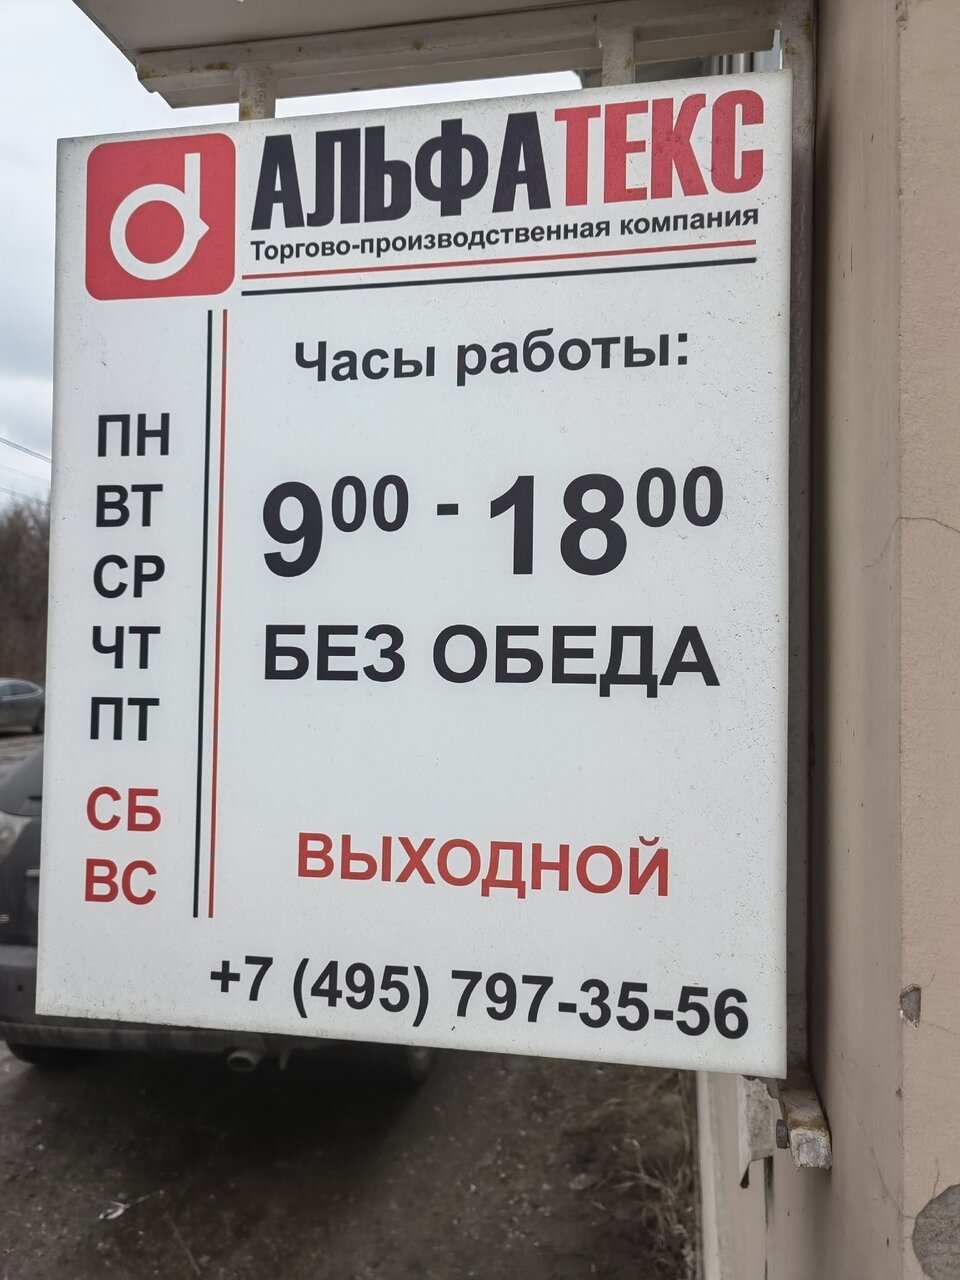 АЛЬФАТЕКС
Торгово-производственная компания
Часы работы:
ПН
ВТ
СР
ЧТ
ПТ
9⁰⁰ - 18⁰⁰
БЕЗ ОБЕДА
СБ
ВС
ВЫХОДНОЙ
+7 (495) 797-35-56